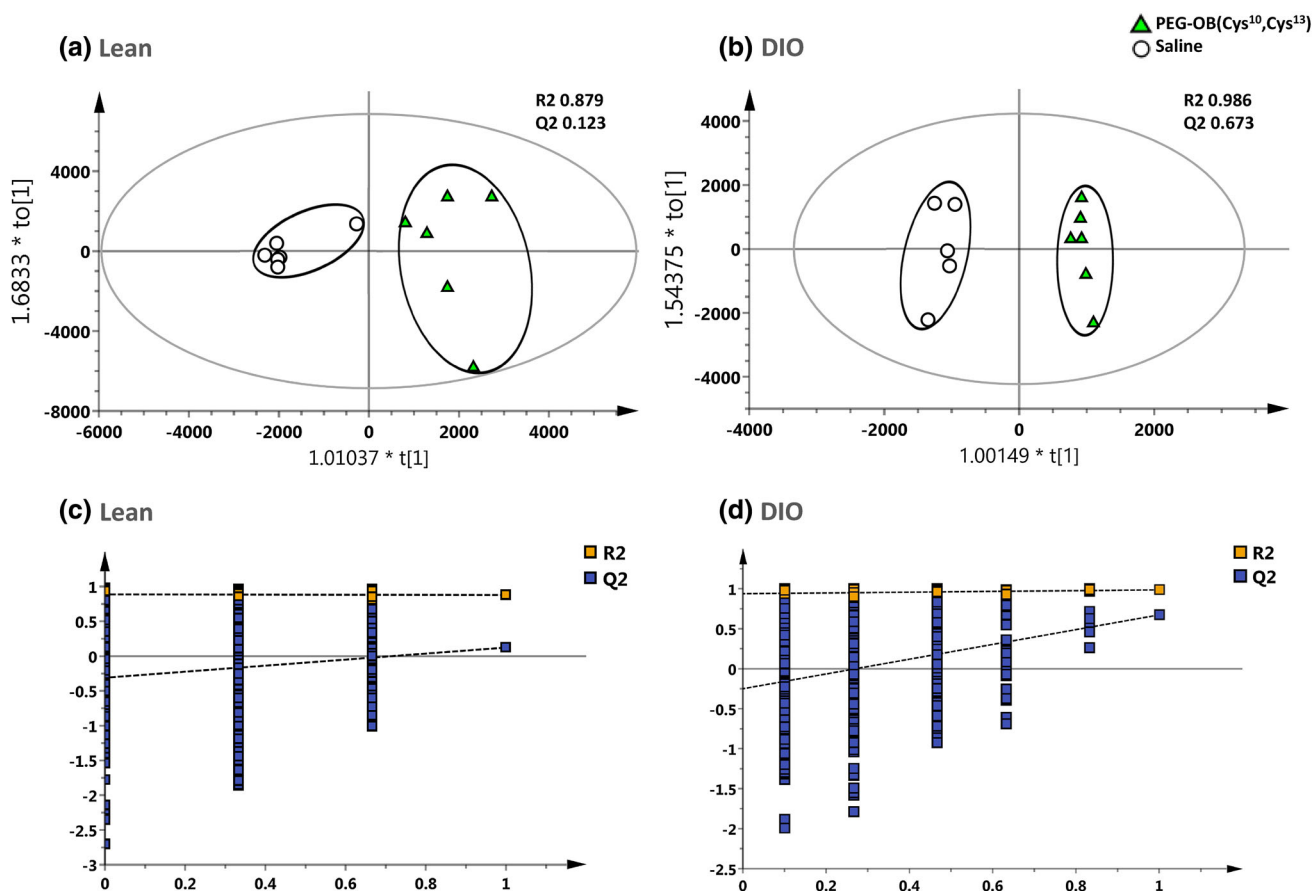 (a) Lean
(b) DIO
PEG-OB(Cys¹⁰,Cys¹³)
Saline
R2 0.879
Q2 0.123
R2 0.986
Q2 0.673
1.6833 * to[1]
4000
0
-4000
-8000
-6000 -4000 -2000 0 2000 4000
1.01037 * t[1]
1.54375 * to[1]
4000
2000
0
-2000
-4000
-4000 -2000 0 2000
1.00149 * t[1]
(c) Lean
R2
Q2
1
0.5
0
-0.5
-1
-1.5
-2
-2.5
-3
0 0.2 0.4 0.6 0.8 1
(d) DIO
R2
Q2
1
0.5
0
-0.5
-1
-1.5
-2
-2.5
0 0.2 0.4 0.6 0.8 1